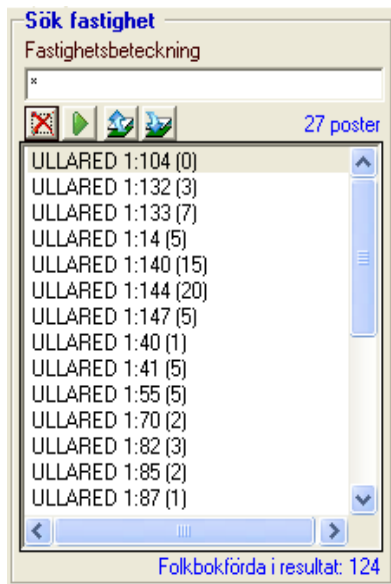 Sök fastighet
Fastighetsbeteckning
*
27 poster
ULLARED 1:104 (0)
ULLARED 1:132 (3)
ULLARED 1:133 (7)
ULLARED 1:14 (5)
ULLARED 1:140 (15)
ULLARED 1:144 (20)
ULLARED 1:147 (5)
ULLARED 1:40 (1)
ULLARED 1:41 (5)
ULLARED 1:55 (5)
ULLARED 1:70 (2)
ULLARED 1:82 (3)
ULLARED 1:85 (2)
ULLARED 1:87 (1)
Folkbokförda i resultat: 124